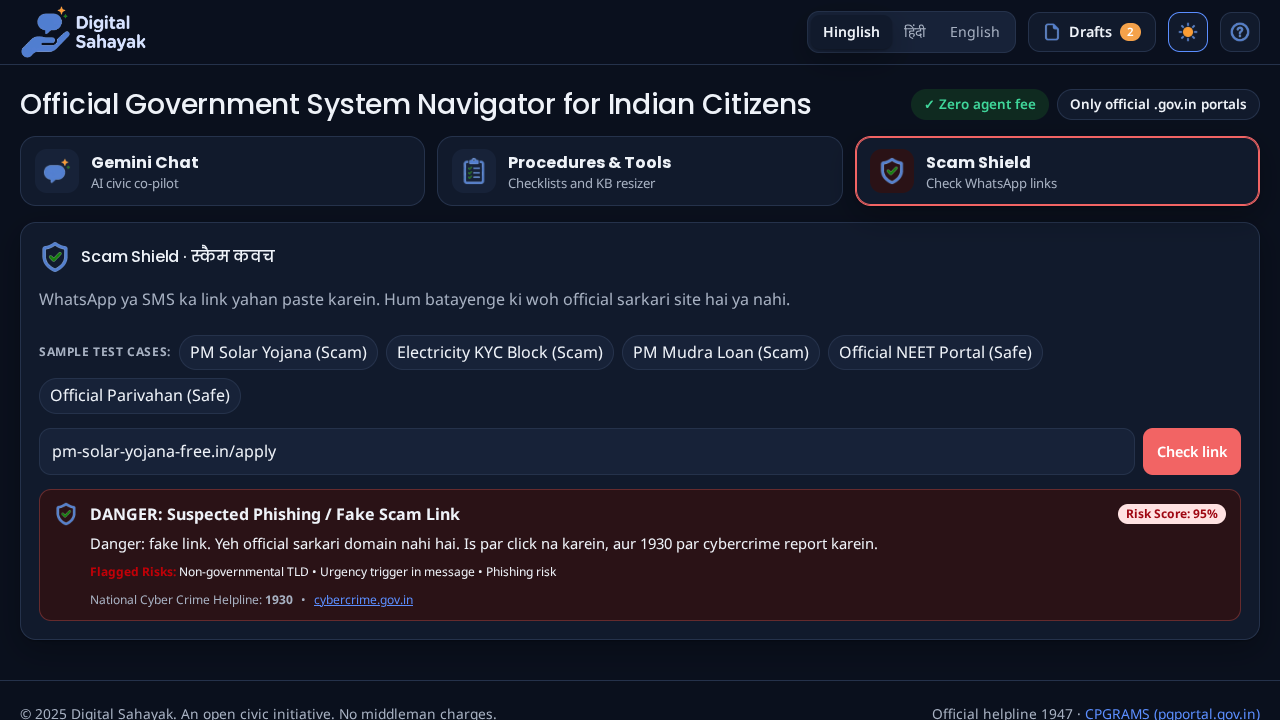 Digital
Sahayak
Hinglish हिंदी English Drafts 2
Official Government System Navigator for Indian Citizens
✓ Zero agent fee Only official .gov.in portals
Gemini Chat
AI civic co-pilot
Procedures & Tools
Checklists and KB resizer
Scam Shield
Check WhatsApp links
Scam Shield · स्कैम कवच
WhatsApp ya SMS ka link yahan paste karein. Hum batayenge ki woh official sarkari site hai ya nahi.
SAMPLE TEST CASES: PM Solar Yojana (Scam) Electricity KYC Block (Scam) PM Mudra Loan (Scam) Official NEET Portal (Safe)
Official Parivahan (Safe)
pm-solar-yojana-free.in/apply Check link
DANGER: Suspected Phishing / Fake Scam Link Risk Score: 95%
Danger: fake link. Yeh official sarkari domain nahi hai. Is par click na karein, aur 1930 par cybercrime report karein.
Flagged Risks: Non-governmental TLD • Urgency trigger in message • Phishing risk
National Cyber Crime Helpline: 1930 • cybercrime.gov.in
© 2025 Digital Sahayak. An open civic initiative. No middleman charges. Official helpline 1947 · CPGRAMS (pgportal.gov.in)